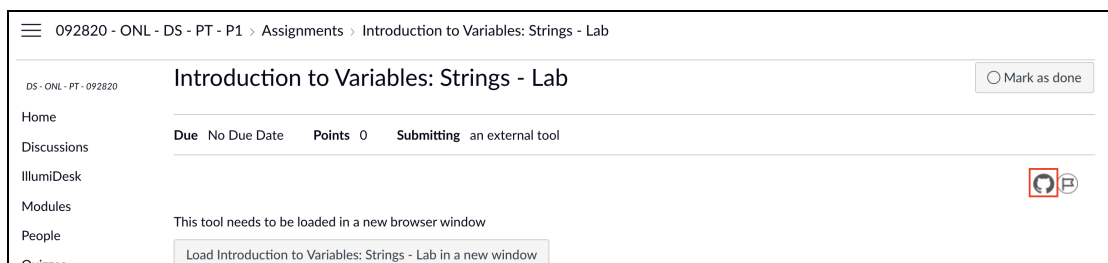 092820 - ONL - DS - PT - P1 > Assignments > Introduction to Variables: Strings - Lab
DS - ONL - PT - 092820
Introduction to Variables: Strings - Lab
Mark as done
Home
Discussions
IllumiDesk
Modules
People
Due No Due Date Points 0 Submitting an external tool
This tool needs to be loaded in a new browser window
Load Introduction to Variables: Strings - Lab in a new window